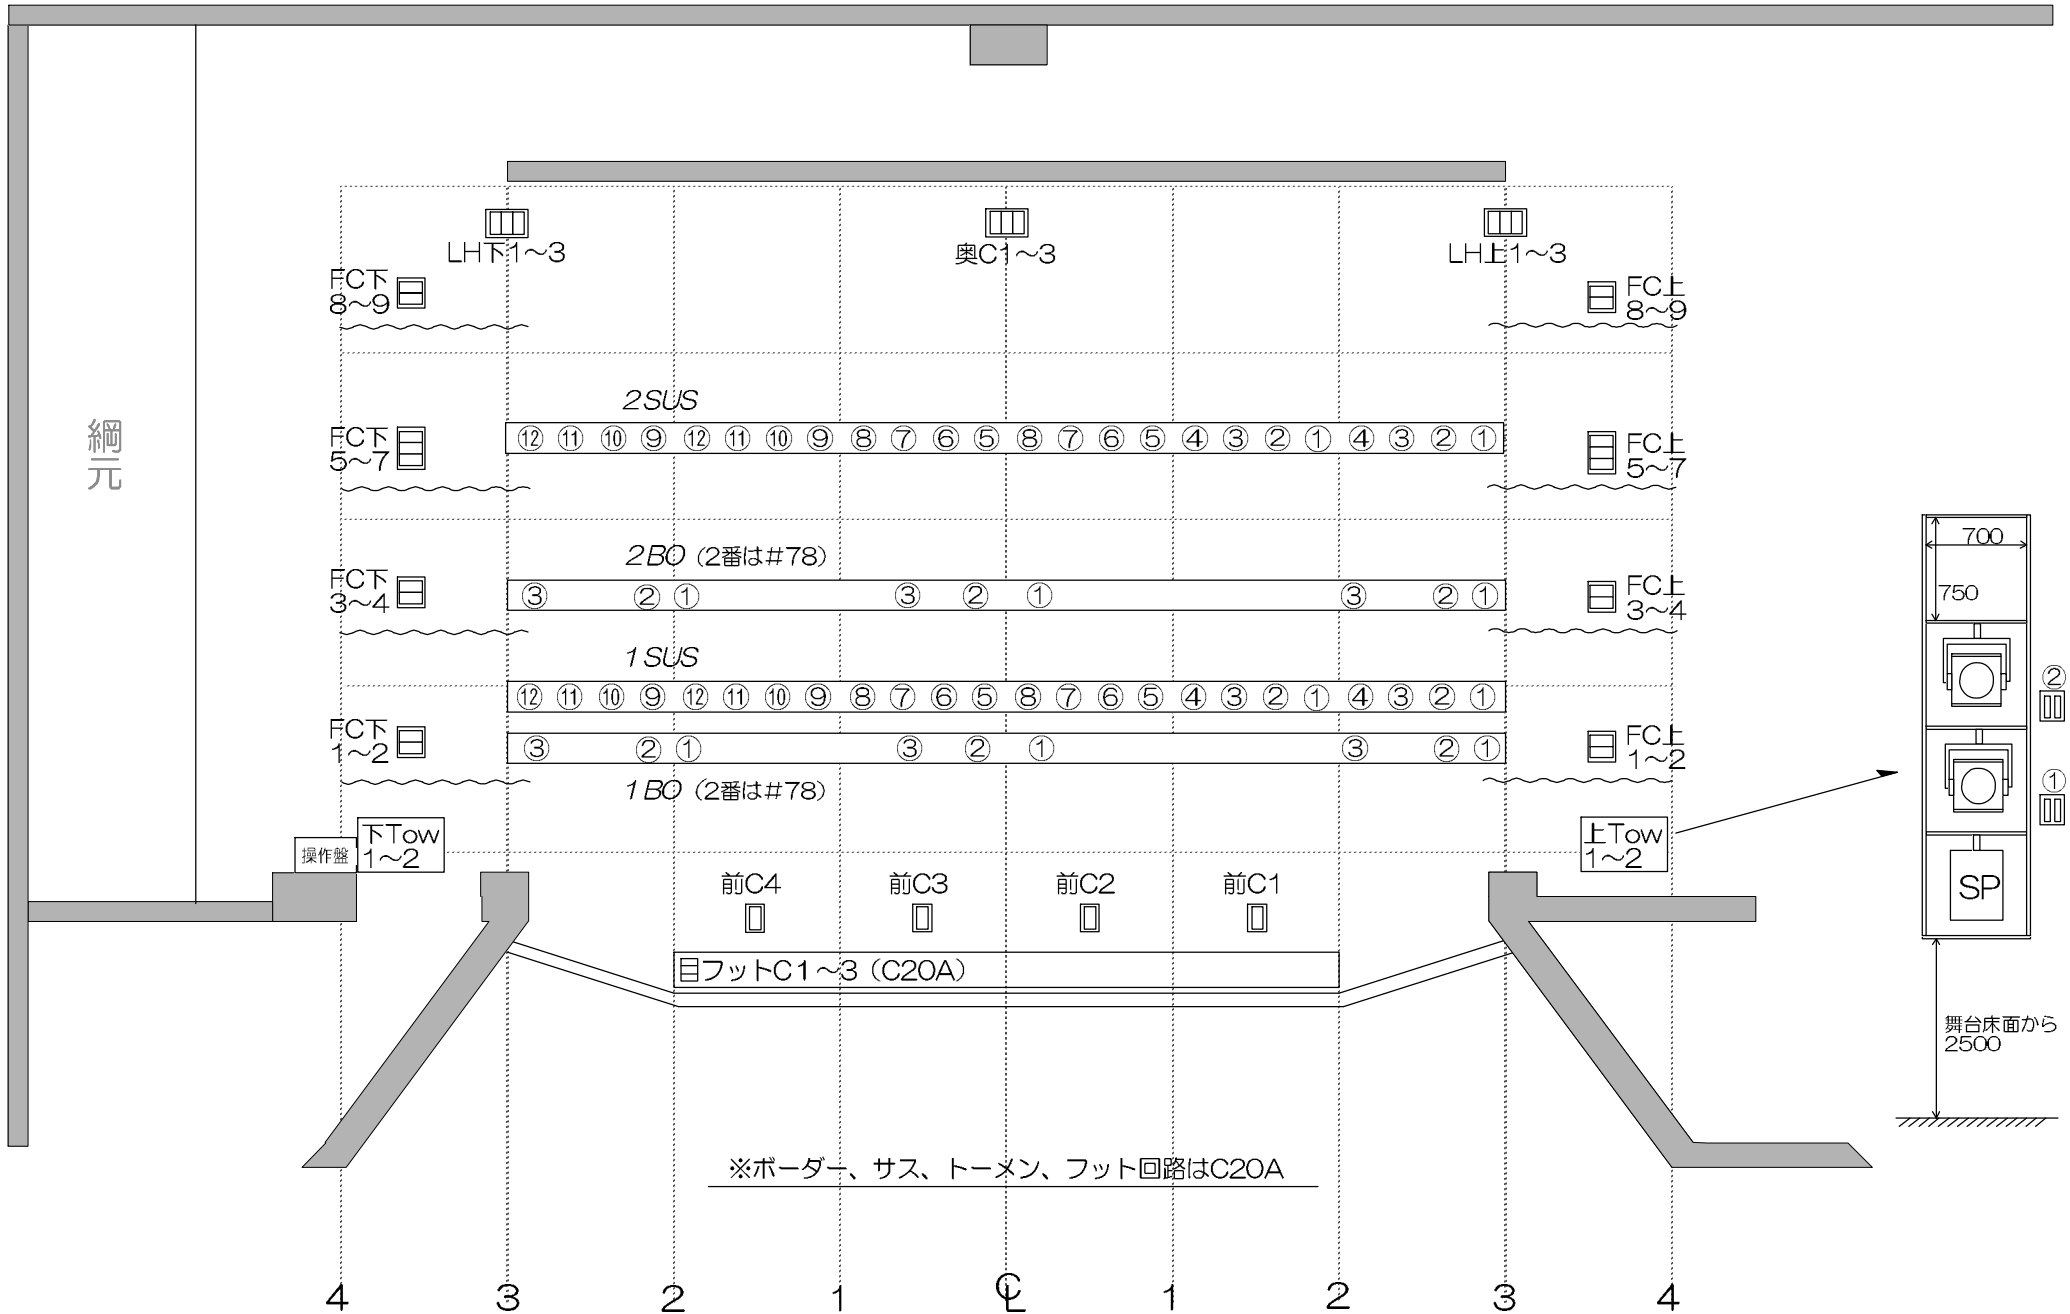 LH下1～3
奥C1～3
LH上1～3
FC下
8～9
FC上
8～9
綱元
2SUS
⑫ ⑪ ⑩ ⑨ ⑫ ⑪ ⑩ ⑨ ⑧ ⑦ ⑥ ⑤ ⑧ ⑦ ⑥ ⑤ ④ ③ ② ① ④ ③ ② ①
FC下
5～7
FC上
5～7
2BO（2番は＃78）
③ ② ① ③ ② ① ③ ② ①
FC下
3～4
FC上
3～4
1SUS
⑫ ⑪ ⑩ ⑨ ⑫ ⑪ ⑩ ⑨ ⑧ ⑦ ⑥ ⑤ ⑧ ⑦ ⑥ ⑤ ④ ③ ② ① ④ ③ ② ①
FC下
1～2
FC上
1～2
③ ② ① ③ ② ① ③ ② ①
1BO（2番は＃78）
操作盤
下Tow
1～2
上Tow
1～2
前C4 前C3 前C2 前C1
フットC1～3（C20A）
700
750
②
①
SP
舞台床面から
2500
※ボーダー、サス、トーメン、フット回路はC20A
4 3 2 1 CL 1 2 3 4